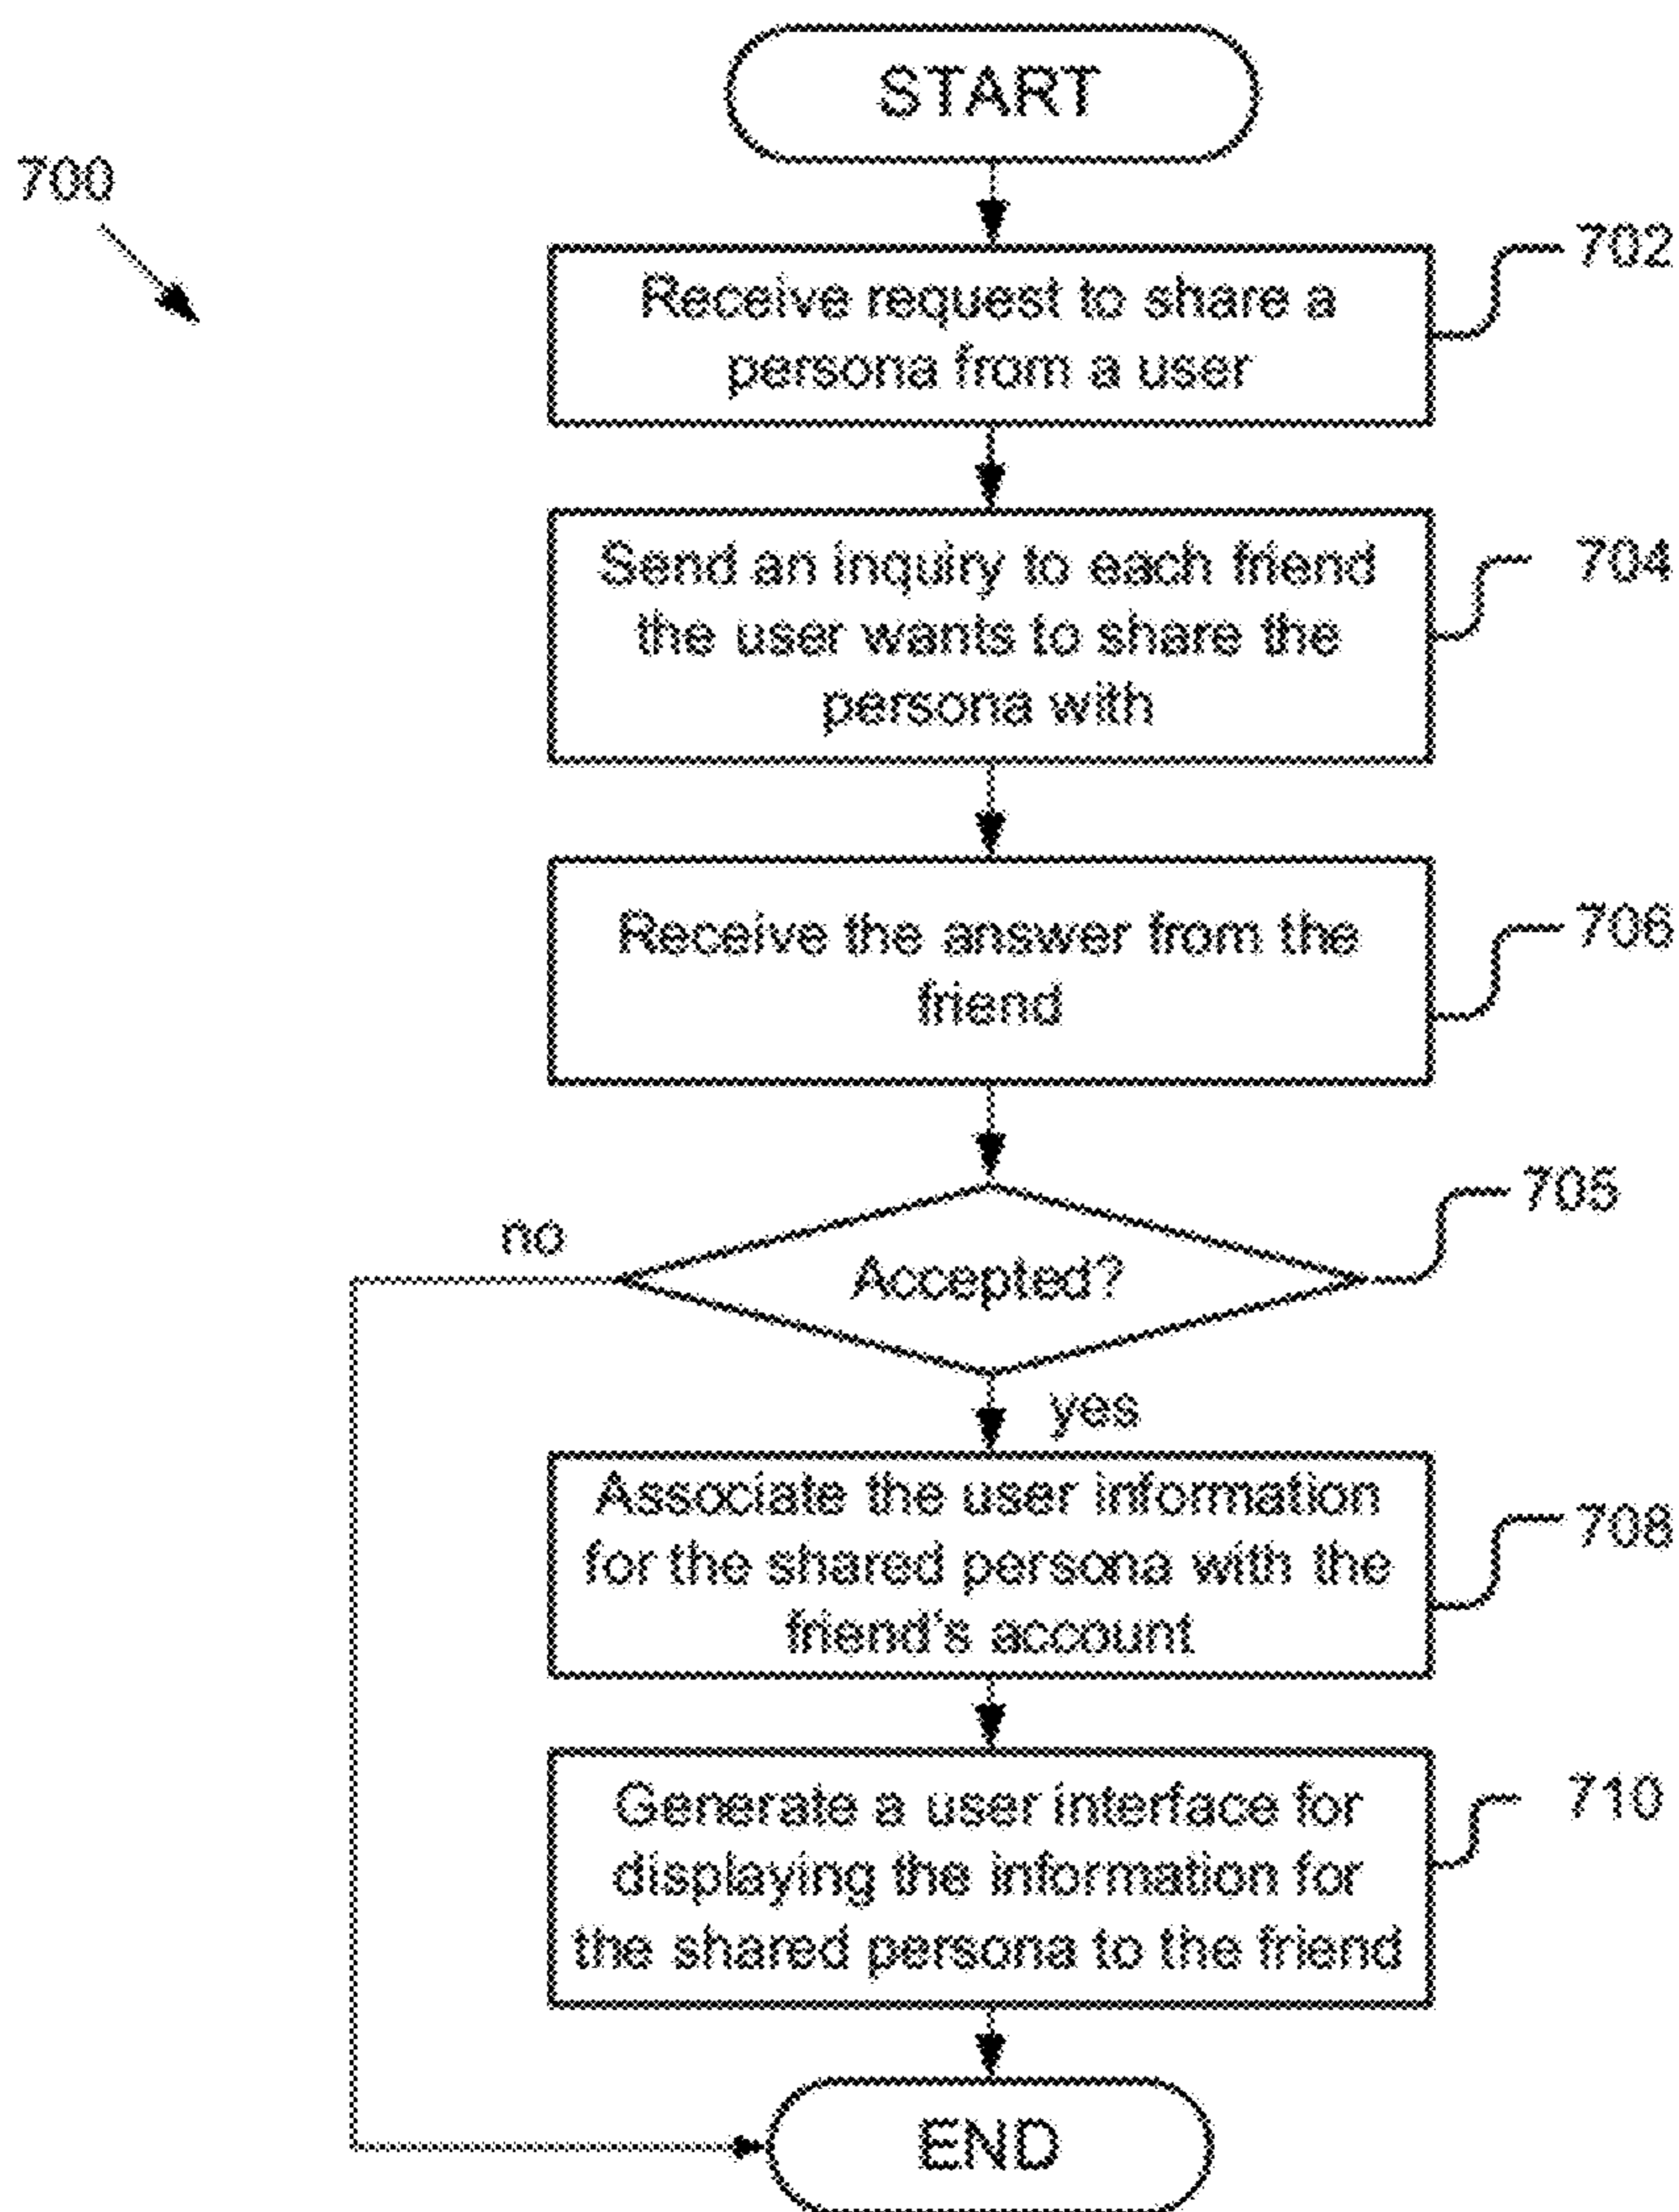 START
700
702
Receive request to share a
persona from a user
704
Send an inquiry to each friend
the user wants to share the
persona with
706
Receive the answer from the
friend
705
no
Accepted?
yes
Associate the user information
for the shared persona with the
friend's account
708
Generate a user interface for
displaying the information for
the shared persona to the friend
710
END